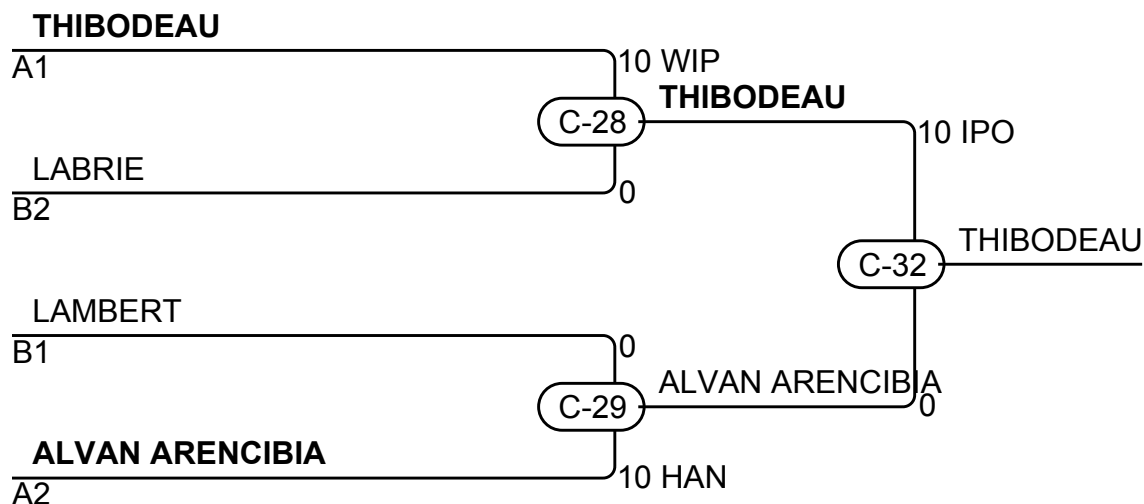 THIBODEAU
A1
10 WIP
THIBODEAU
C-28
10 IPO
LABRIE
0
B2
THIBODEAU
C-32
LAMBERT
0
B1
ALVAN ARENCIBIA
0
C-29
ALVAN ARENCIBIA
10 HAN
A2